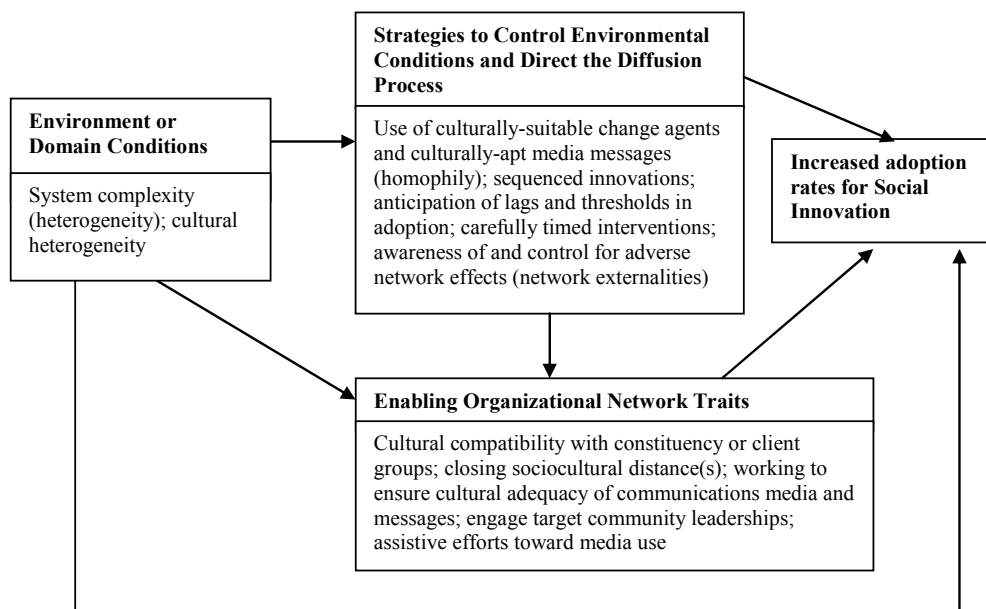 Strategies to Control Environmental
Conditions and Direct the Diffusion
Process
Use of culturally-suitable change agents
and culturally-apt media messages
(homophily); sequenced innovations;
anticipation of lags and thresholds in
adoption; carefully timed interventions;
awareness of and control for adverse
network effects (network externalities)
Environment or
Domain Conditions
System complexity
(heterogeneity); cultural
heterogeneity
Increased adoption
rates for Social
Innovation
Enabling Organizational Network Traits
Cultural compatibility with constituency or client
groups; closing sociocultural distance(s); working to
ensure cultural adequacy of communications media and
messages; engage target community leaderships;
assistive efforts toward media use